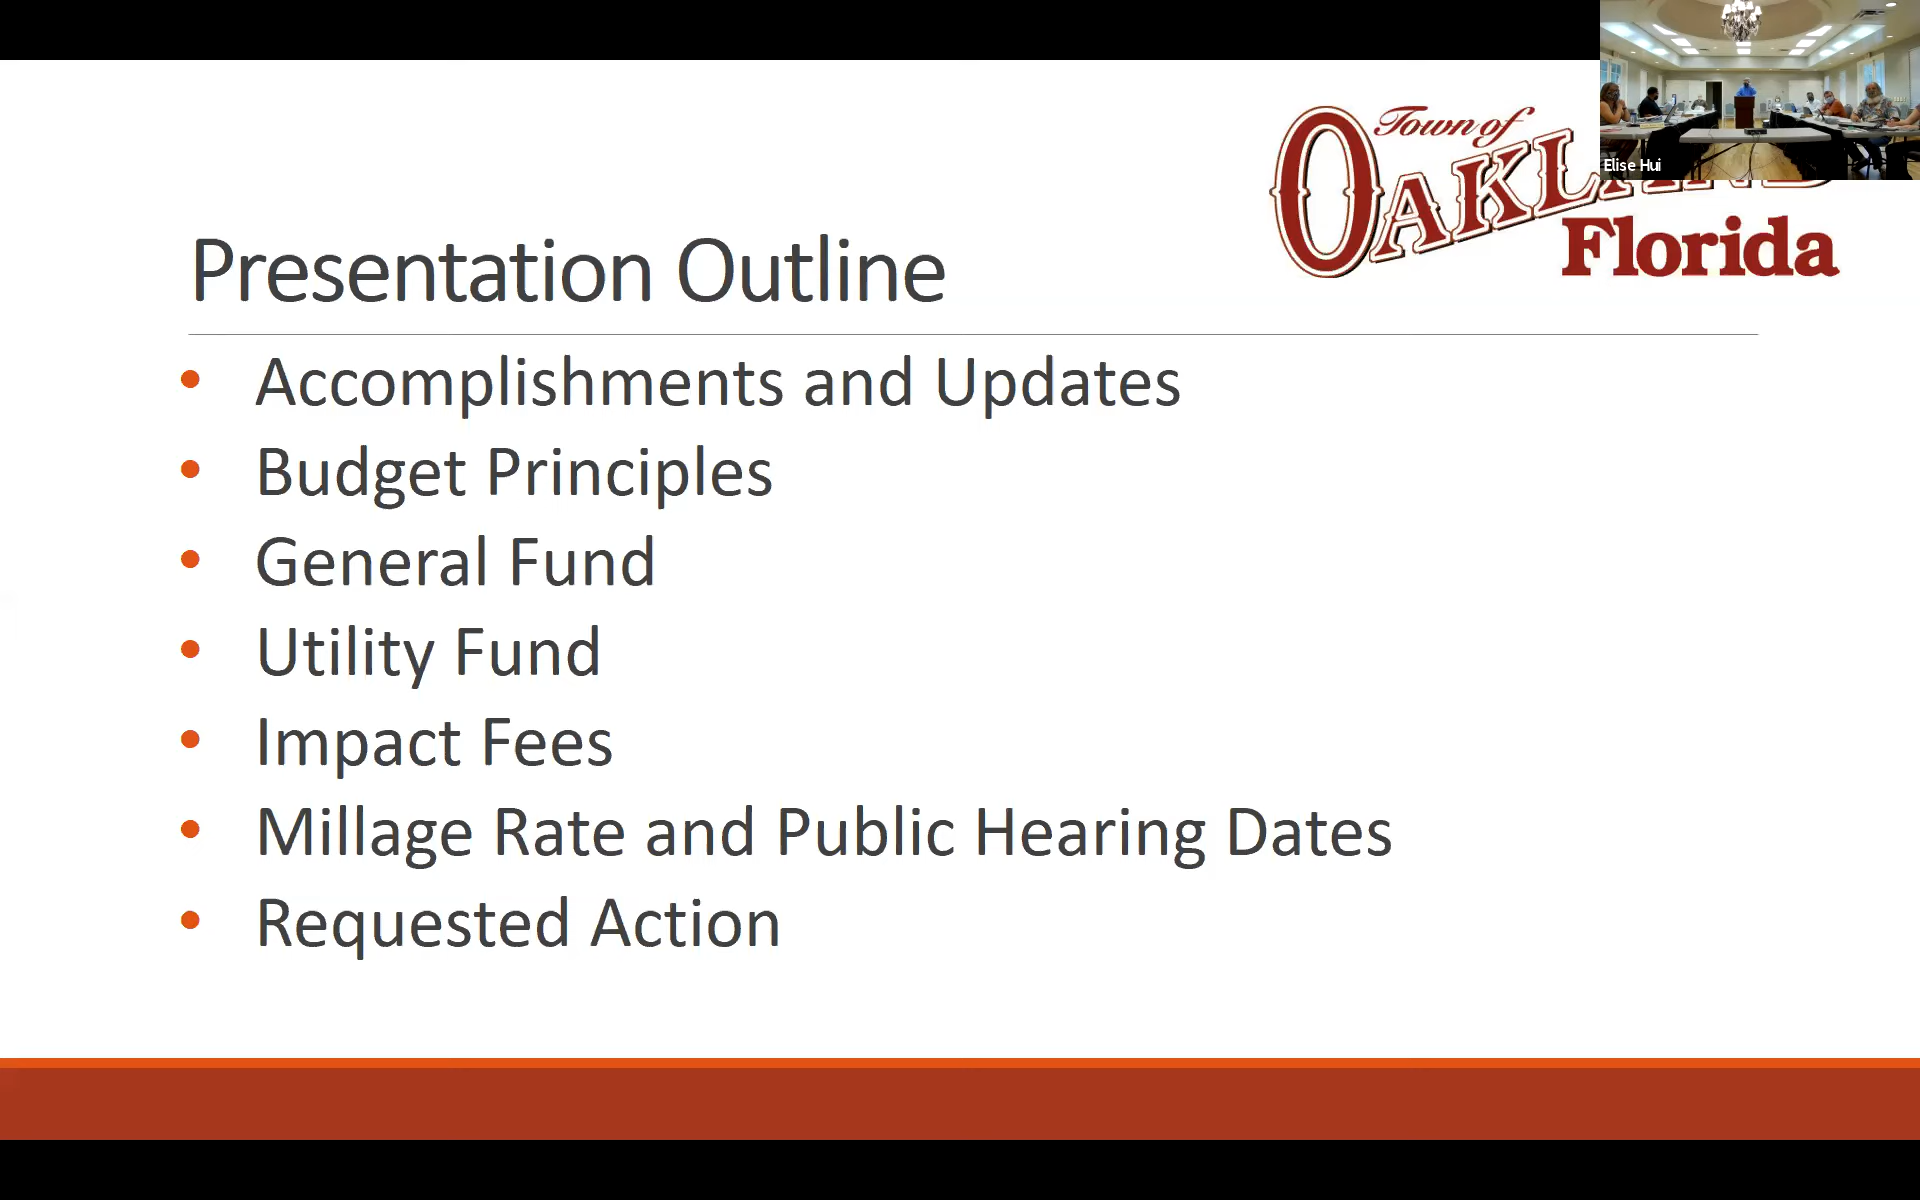 Town of
OAKLAND
Florida
Elise Hui
Presentation Outline
• Accomplishments and Updates
• Budget Principles
• General Fund
• Utility Fund
• Impact Fees
• Millage Rate and Public Hearing Dates
• Requested Action